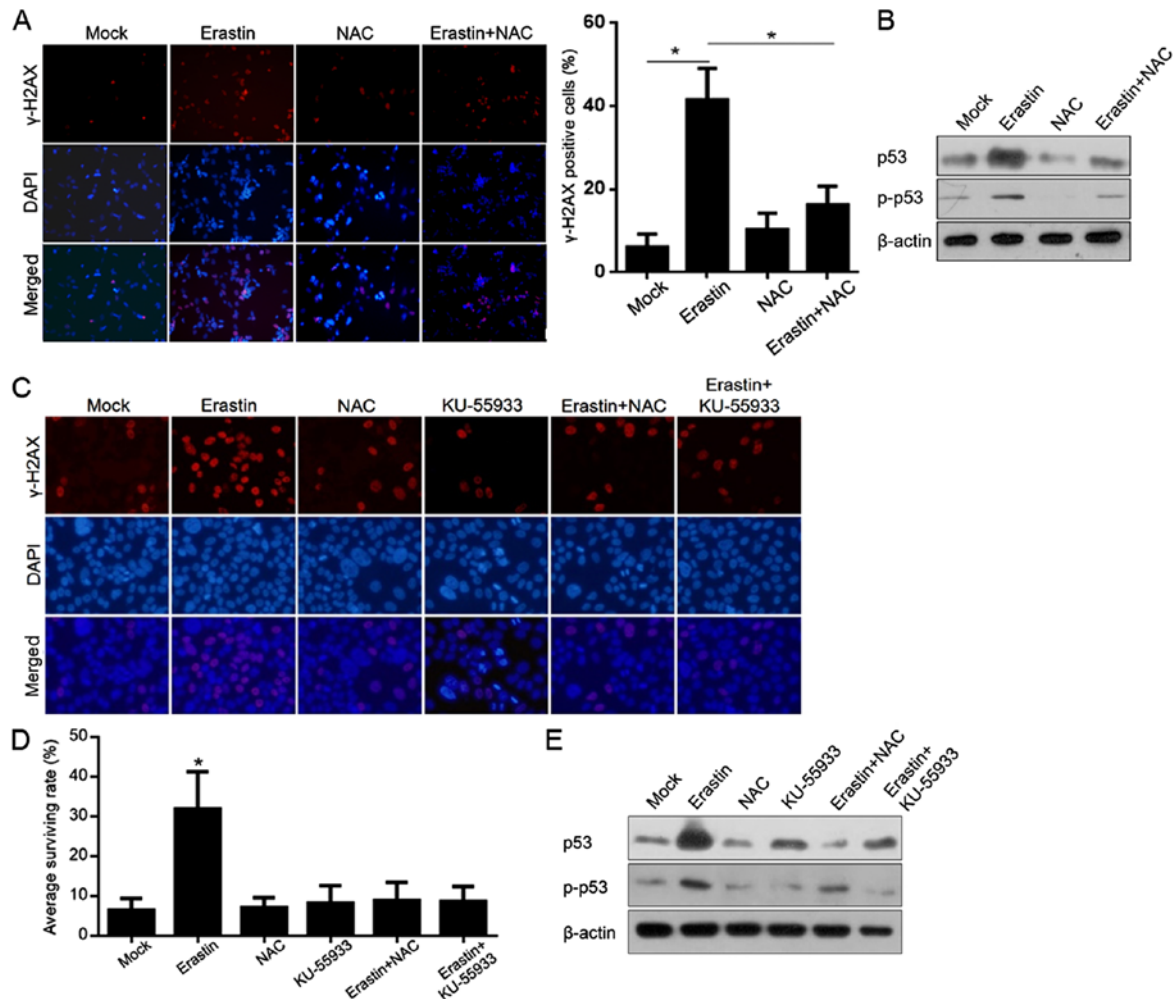 A
Mock Erastin NAC Erastin+NAC
γ-H2AX
DAPI
Merged
γ-H2AX positive cells (%)
60
40
20
0
* *
Mock Erastin NAC Erastin+NAC
B
Mock Erastin NAC Erastin+NAC
p53
p-p53
β-actin
C
Mock Erastin NAC KU-55933 Erastin+NAC Erastin+
KU-55933
γ-H2AX
DAPI
Merged
D
Average surviving rate (%)
50
40
30
20
10
0
*
Mock Erastin NAC KU-55933 Erastin+NAC Erastin+
KU-55933
E
Mock Erastin NAC KU-55933 Erastin+NAC Erastin+
KU-55933
p53
p-p53
β-actin